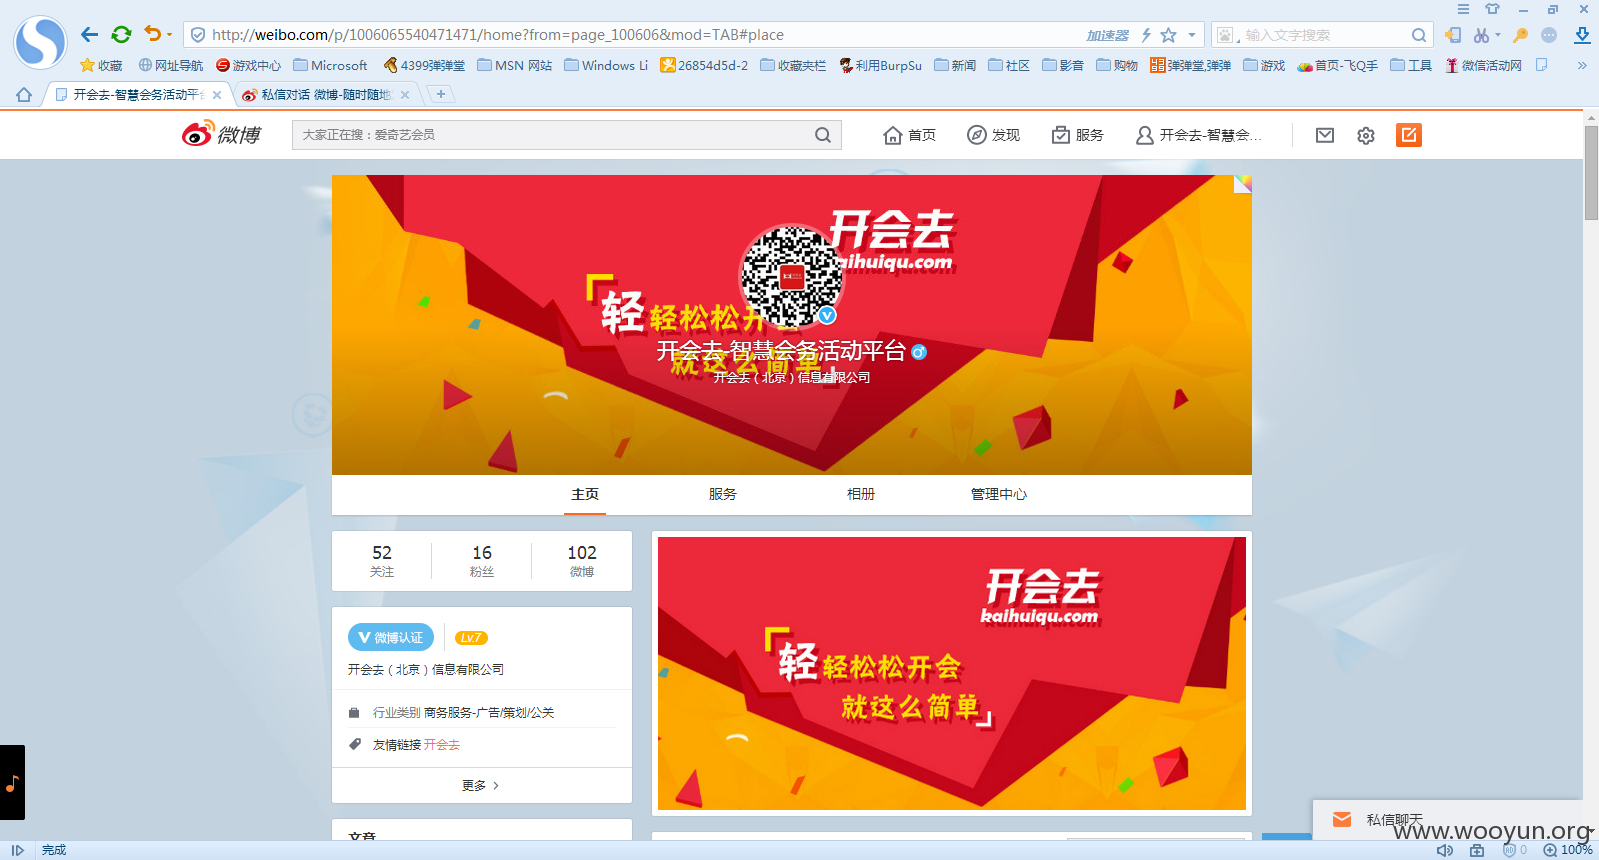 http://weibo.com/p/1006065540471471/home?from=page_100606&mod=TAB#place
加速器
输入文字搜索
收藏 网址导航 游戏中心 Microsoft 4399弹弹堂 MSN 网站 Windows Li 26854d5d-2 收藏夹栏 利用BurpSu 新闻 社区 影音 购物 弹弹堂,弹弹 游戏 首页-飞Q手 工具 微信活动网
开会去-智慧会务活动平台
私信对话 微博-随时随地
微博
大家正在搜：爱奇艺会员
首页 发现 服务 开会去-智慧会...
开会去
kaihuiqu.com
轻 轻松松开会
就这么简单
开会去-智慧会务活动平台
开会去（北京）信息有限公司
主页 服务 相册 管理中心
52 16 102
关注 粉丝 微博
V 微博认证 Lv.7
开会去（北京）信息有限公司
行业类别 商务服务-广告/策划/公关
友情链接 开会去
更多 >
文章
开会去
kaihuiqu.com
轻 轻松松开会
就这么简单
私信聊天
www.wooyun.org
完成
0
100%